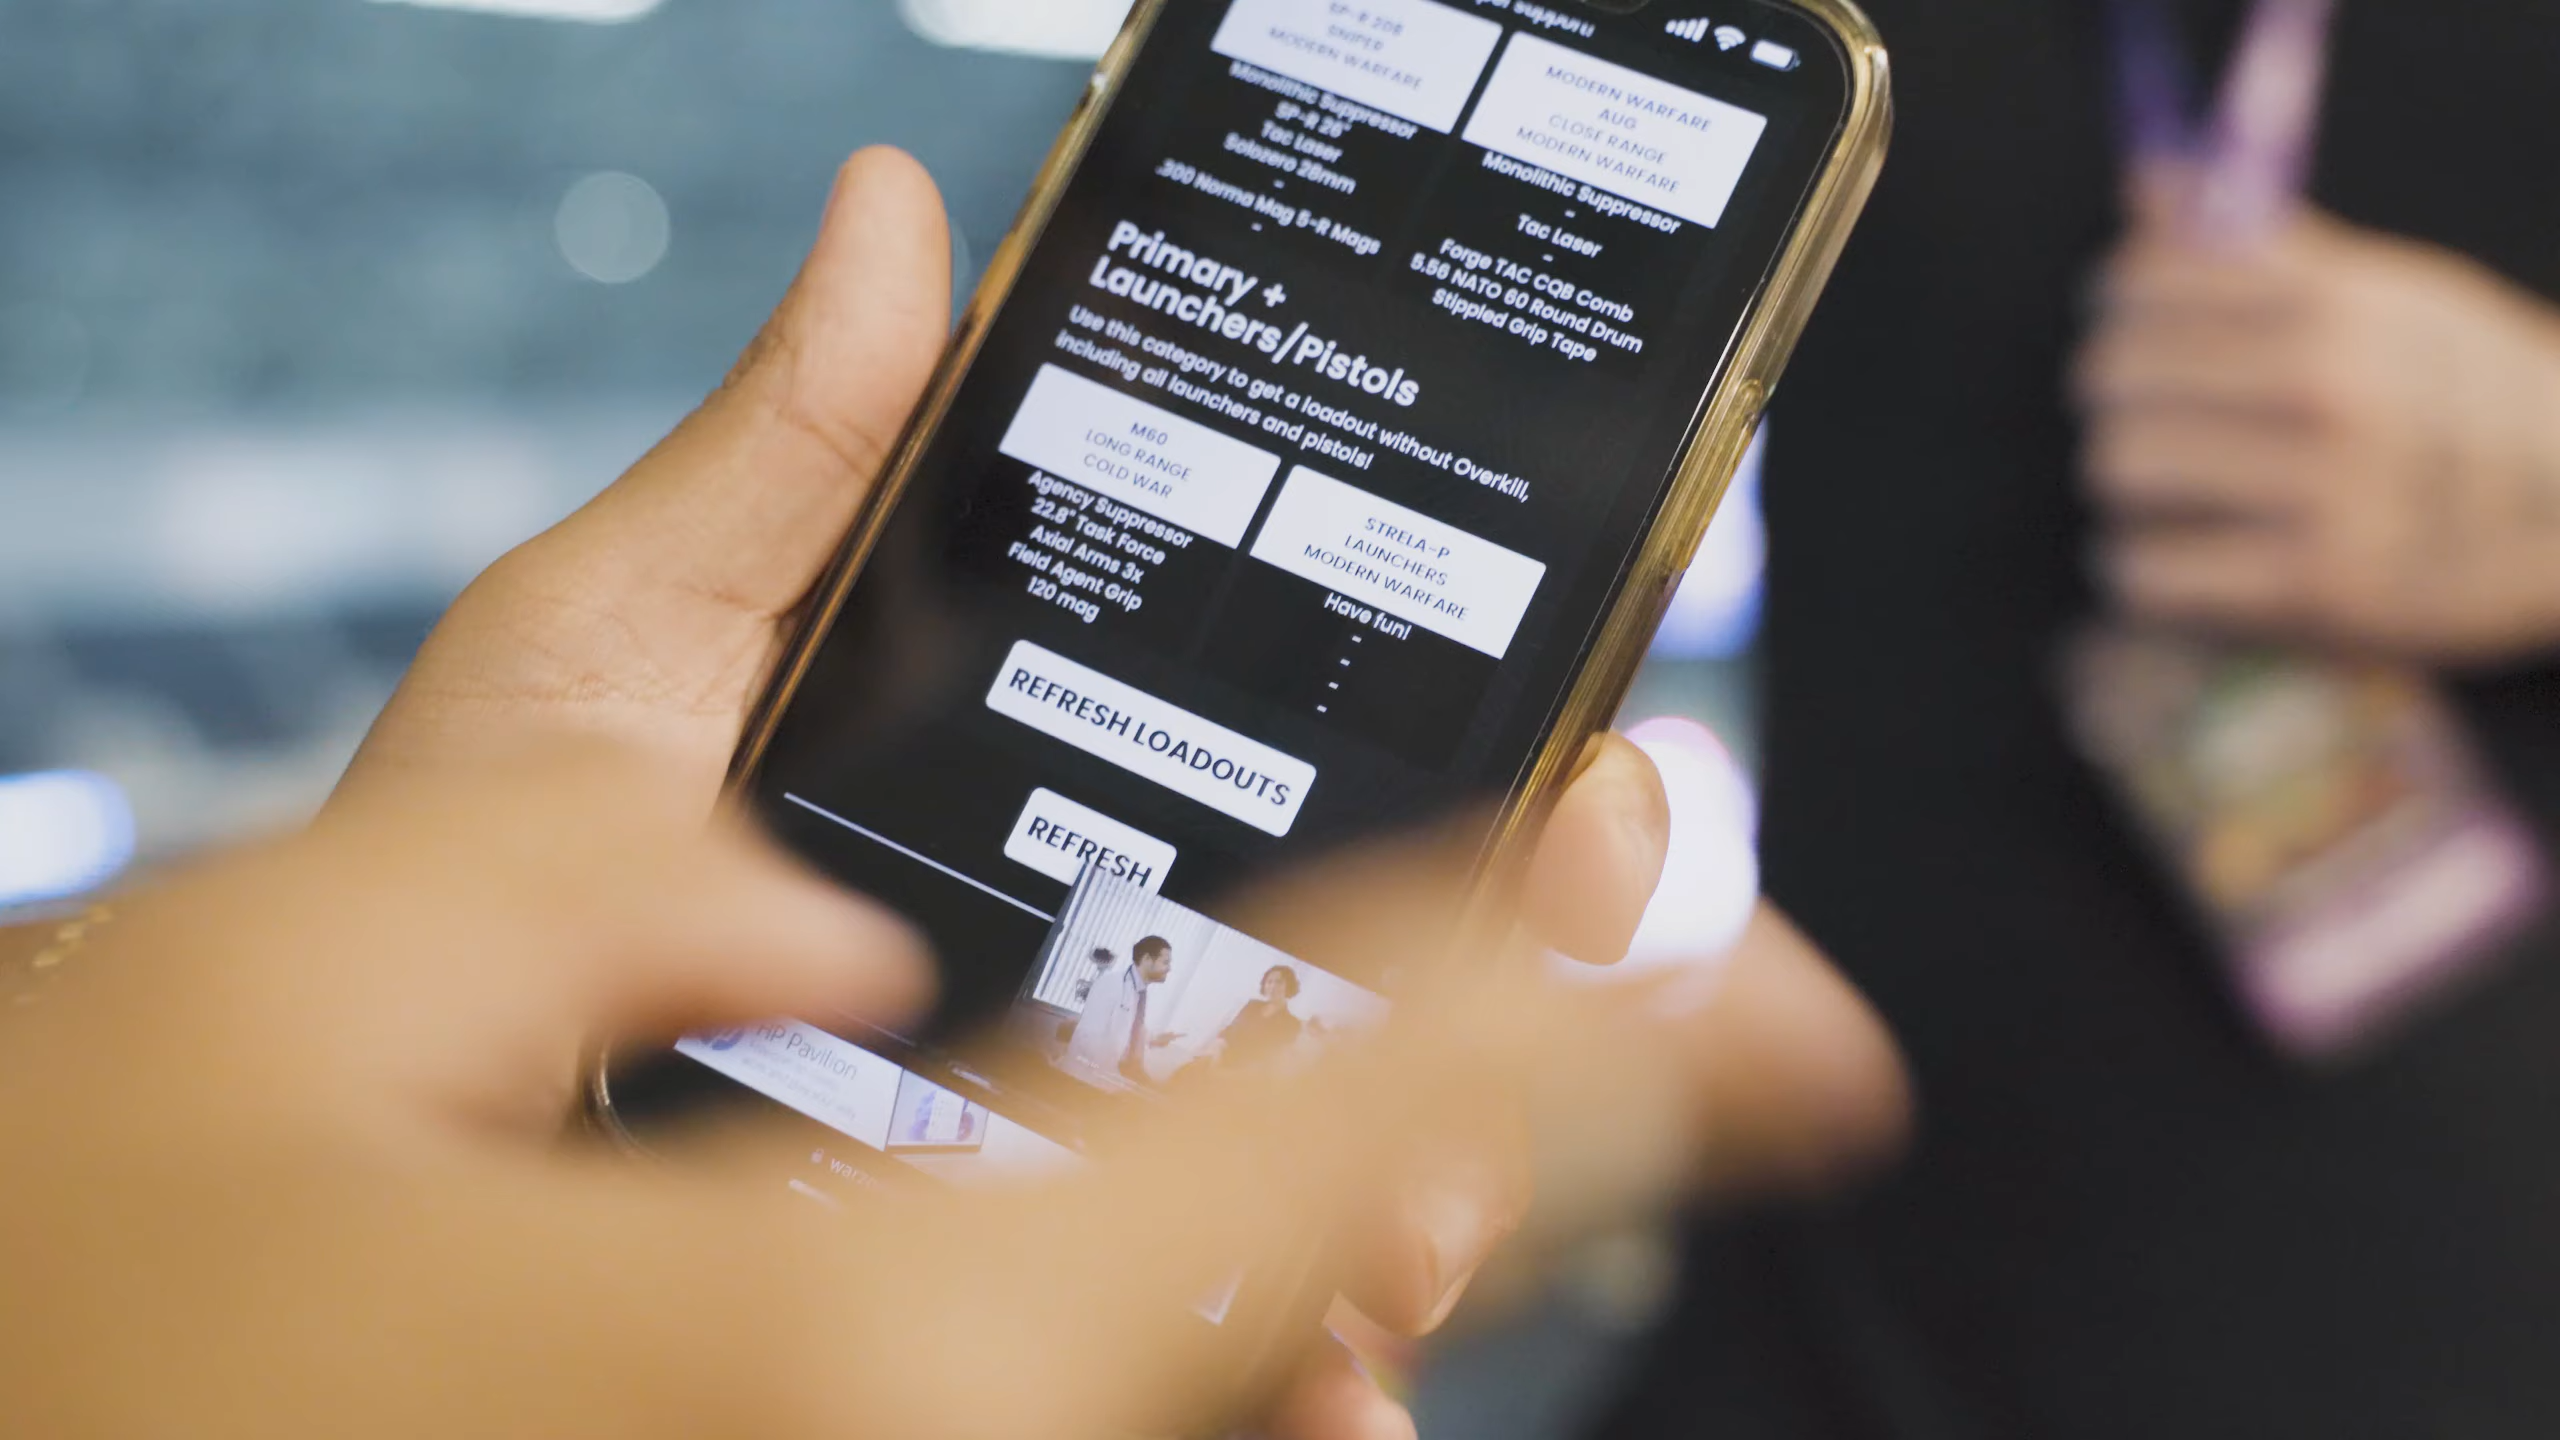 SP-R 208
SNIPER
MODERN WARFARE
Monolithic Suppressor
SP-R 26"
Tac Laser
Solozero 28mm
-
.300 Norma Mag 5-R Mags
-
MODERN WARFARE
AUG
CLOSE RANGE
MODERN WARFARE
Monolithic Suppressor
-
Tac Laser
-
Forge TAC CQB Comb
5.56 NATO 60 Round Drum
Stippled Grip Tape
Primary +
Launchers/Pistols
Use this category to get a loadout without Overkill,
including all launchers and pistols!
M60
LONG RANGE
COLD WAR
Agency Suppressor
22.8" Task Force
Axial Arms 3x
Field Agent Grip
120 mag
STRELA-P
LAUNCHERS
MODERN WARFARE
Have fun!
-
-
-
-
REFRESH LOADOUTS
REFRESH
HP Pavilion